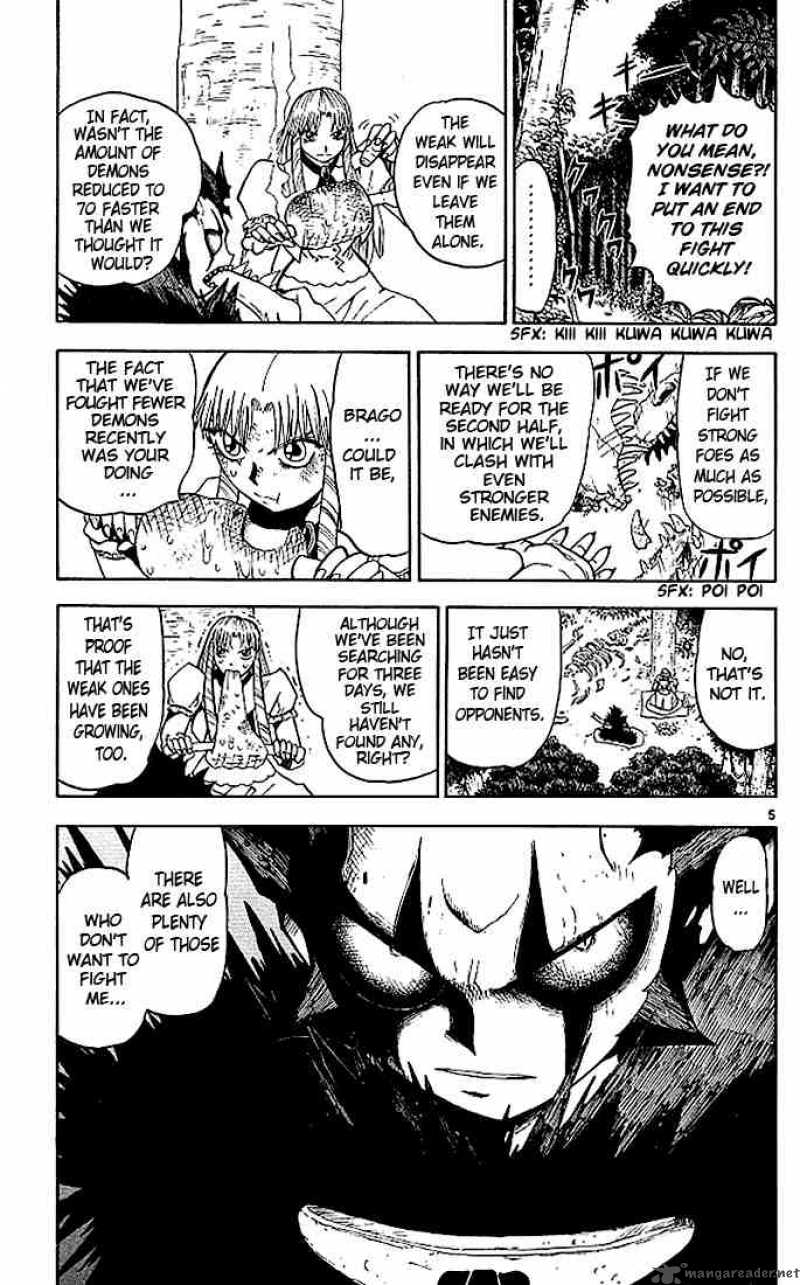 WHAT DO
YOU MEAN,
NONSENSE?!
I WANT TO
PUT AN END
TO THIS
FIGHT
QUICKLY!
..........
SFX: KIII KIII KUWA KUWA KUWA
THE
WEAK WILL
DISAPPEAR
EVEN IF WE
LEAVE
THEM
ALONE.
IN FACT,
WASN'T THE
AMOUNT OF
DEMONS
REDUCED TO
70 FASTER
THAN WE
THOUGHT IT
WOULD?
IF WE
DON'T
FIGHT
STRONG
FOES AS
MUCH AS
POSSIBLE,
ポイ
ポイ
SFX: POI POI
THERE'S NO
WAY WE'LL BE
READY FOR THE
SECOND HALF,
IN WHICH WE'LL
CLASH WITH
EVEN
STRONGER
ENEMIES.
BRAGO
...
COULD
IT BE,
THE FACT
THAT WE'VE
FOUGHT FEWER
DEMONS
RECENTLY
WAS YOUR
DOING
...
NO,
THAT'S
NOT IT.
IT JUST
HASN'T
BEEN EASY
TO FIND
OPPONENTS.
ALTHOUGH
WE'VE BEEN
SEARCHING
FOR THREE
DAYS, WE
STILL
HAVEN'T
FOUND ANY,
RIGHT?
THAT'S
PROOF
THAT THE
WEAK ONES
HAVE BEEN
GROWING,
TOO.
5
WELL
...
THERE
ARE ALSO
PLENTY
OF THOSE
WHO
DON'T
WANT TO
FIGHT
ME...
mangareader.net